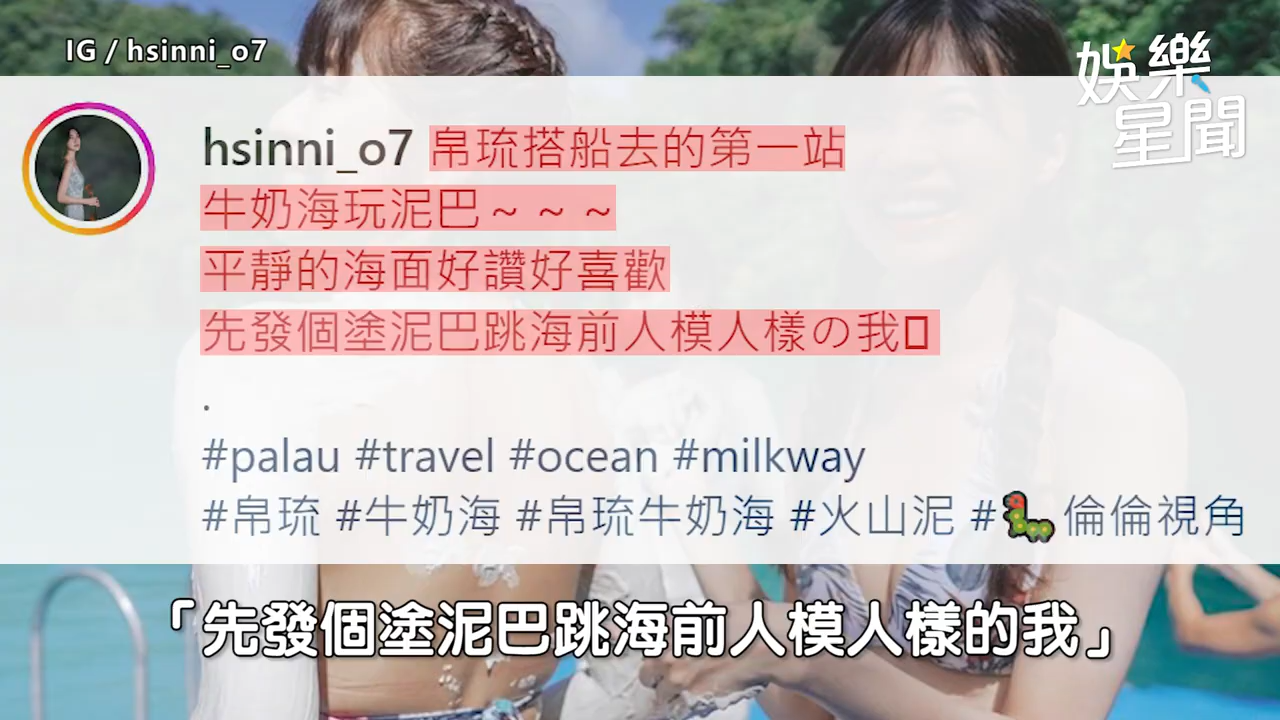 IG / hsinni_o7
娛樂
星聞
hsinni_o7 帛琉搭船去的第一站
牛奶海玩泥巴~~~
平靜的海面好讚好喜歡
先發個塗泥巴跳海前人模人樣の我
.
#palau #travel #ocean #milkway
#帛琉 #牛奶海 #帛琉牛奶海 #火山泥 #🐛倫倫視角
「先發個塗泥巴跳海前人模人樣的我」